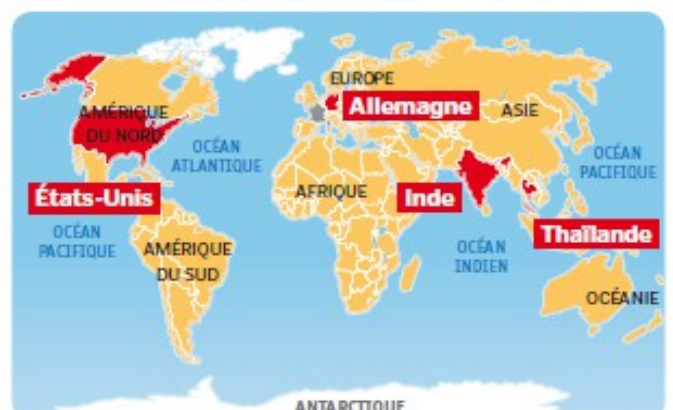 EUROPE
Allemagne
AMÉRIQUE
DU NORD
ASIE
OCÉAN
ATLANTIQUE
OCÉAN
PACIFIQUE
États-Unis
AFRIQUE
Inde
Thaïlande
OCÉAN
PACIFIQUE
AMÉRIQUE
DU SUD
OCÉAN
INDIEN
OCÉANIE
ANTARCTIQUE